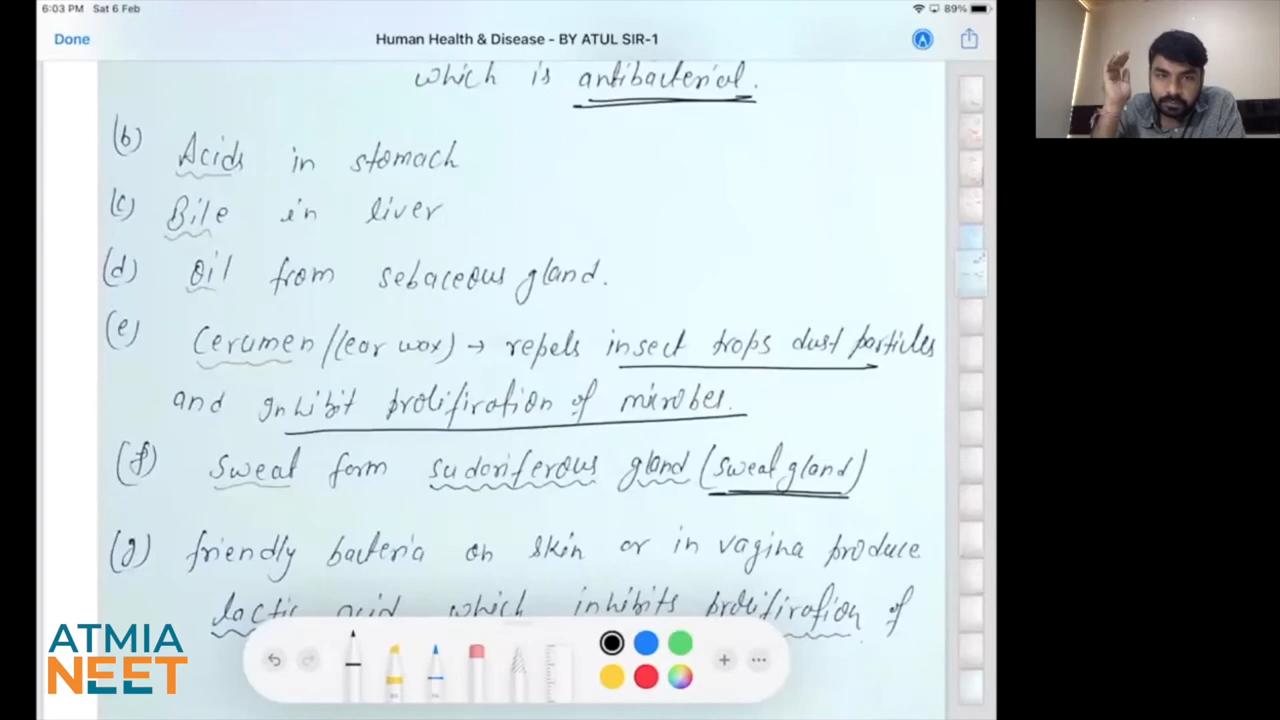 6:03 PM Sat 6 Feb
89%
Done
Human Health & Disease - BY ATUL SIR-1
which is antibacterial.
(b) Acids in stomach
(c) Bile in liver
(d) Oil from sebaceous gland.
(e) Cerumen/(ear wax) → repels insect traps dust particles
and inhibit prolifiration of microbes.
(f) Sweat form sudoriferous gland (sweat gland)
(g) friendly bacteria on skin or in vagina produce
lactic acid which inhibits prolifiration of
ATMIA
NEET